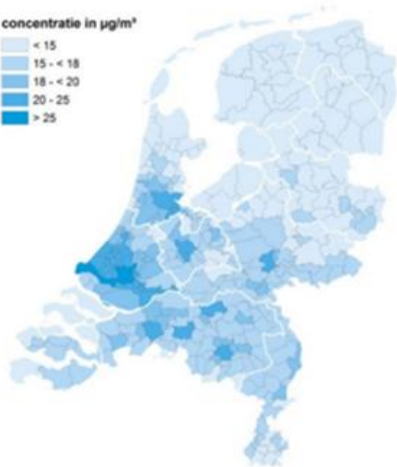 concentratie in µg/m³
< 15
15 - < 18
18 - < 20
20 - 25
> 25